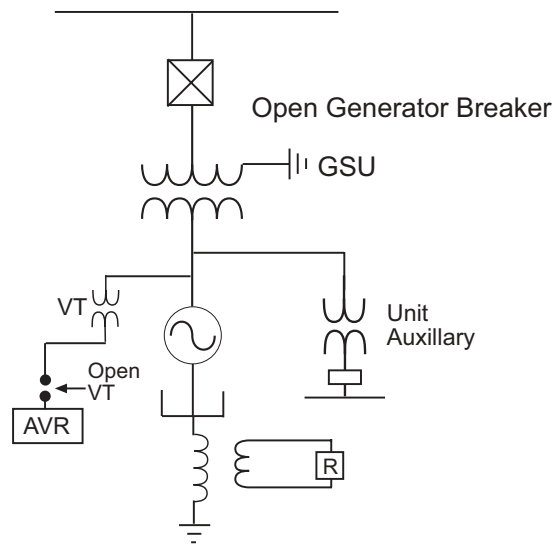 Open Generator Breaker
GSU
VT
Unit
Auxillary
Open
VT
AVR
R